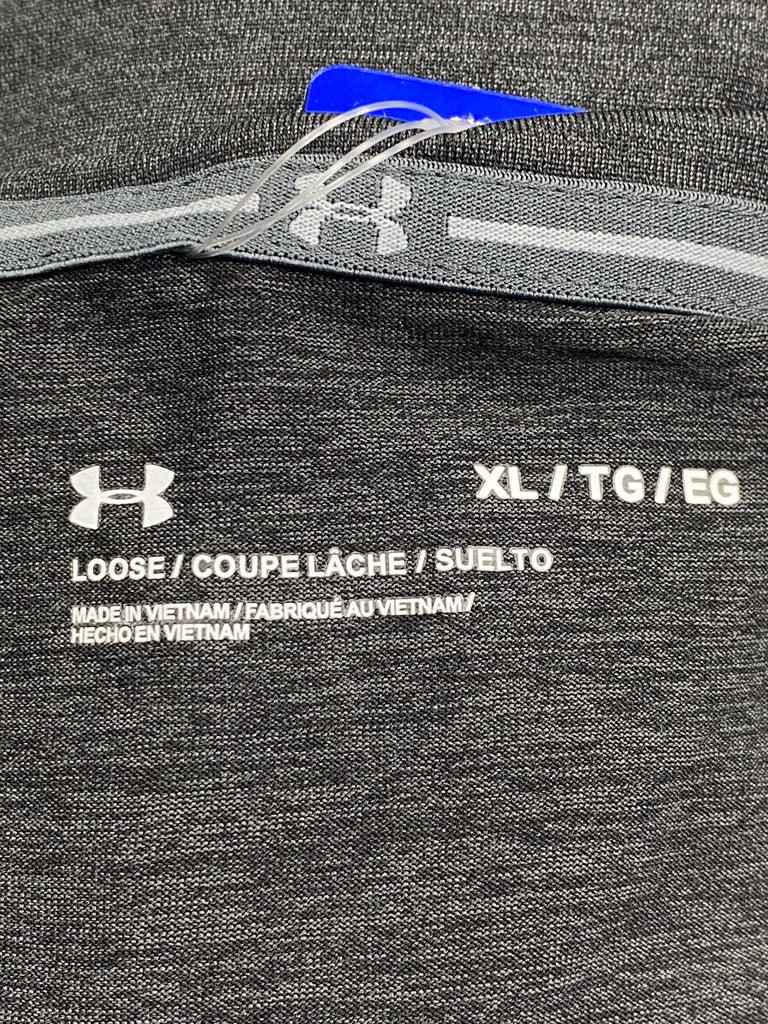 XL / TG / EG
LOOSE / COUPE LÂCHE / SUELTO
MADE IN VIETNAM / FABRIQUÉ AU VIETNAM /
HECHO EN VIETNAM